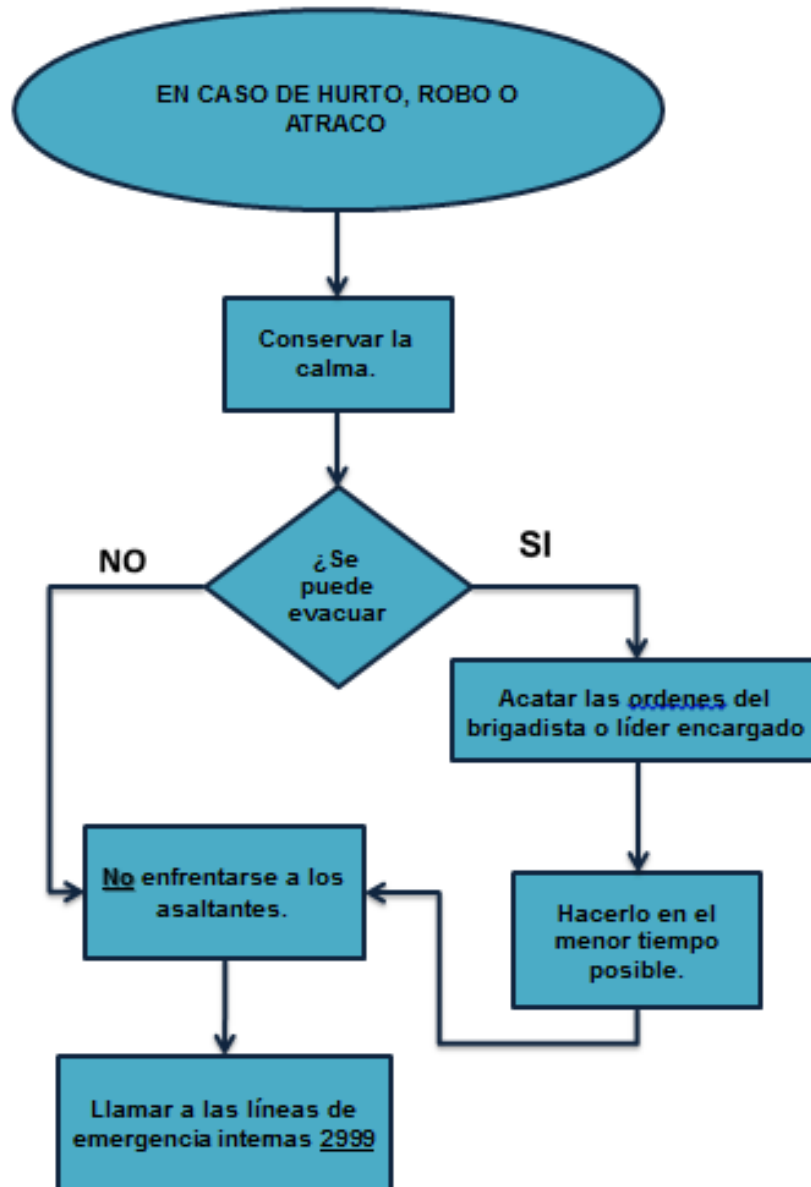 EN CASO DE HURTO, ROBO O
ATRACO
Conservar la
calma.
¿Se
puede
evacuar
NO
SI
Acatar las ordenes del
brigadista o líder encargado
Hacerlo en el
menor tiempo
posible.
No enfrentarse a los
asaltantes.
Llamar a las líneas de
emergencia internas 2999